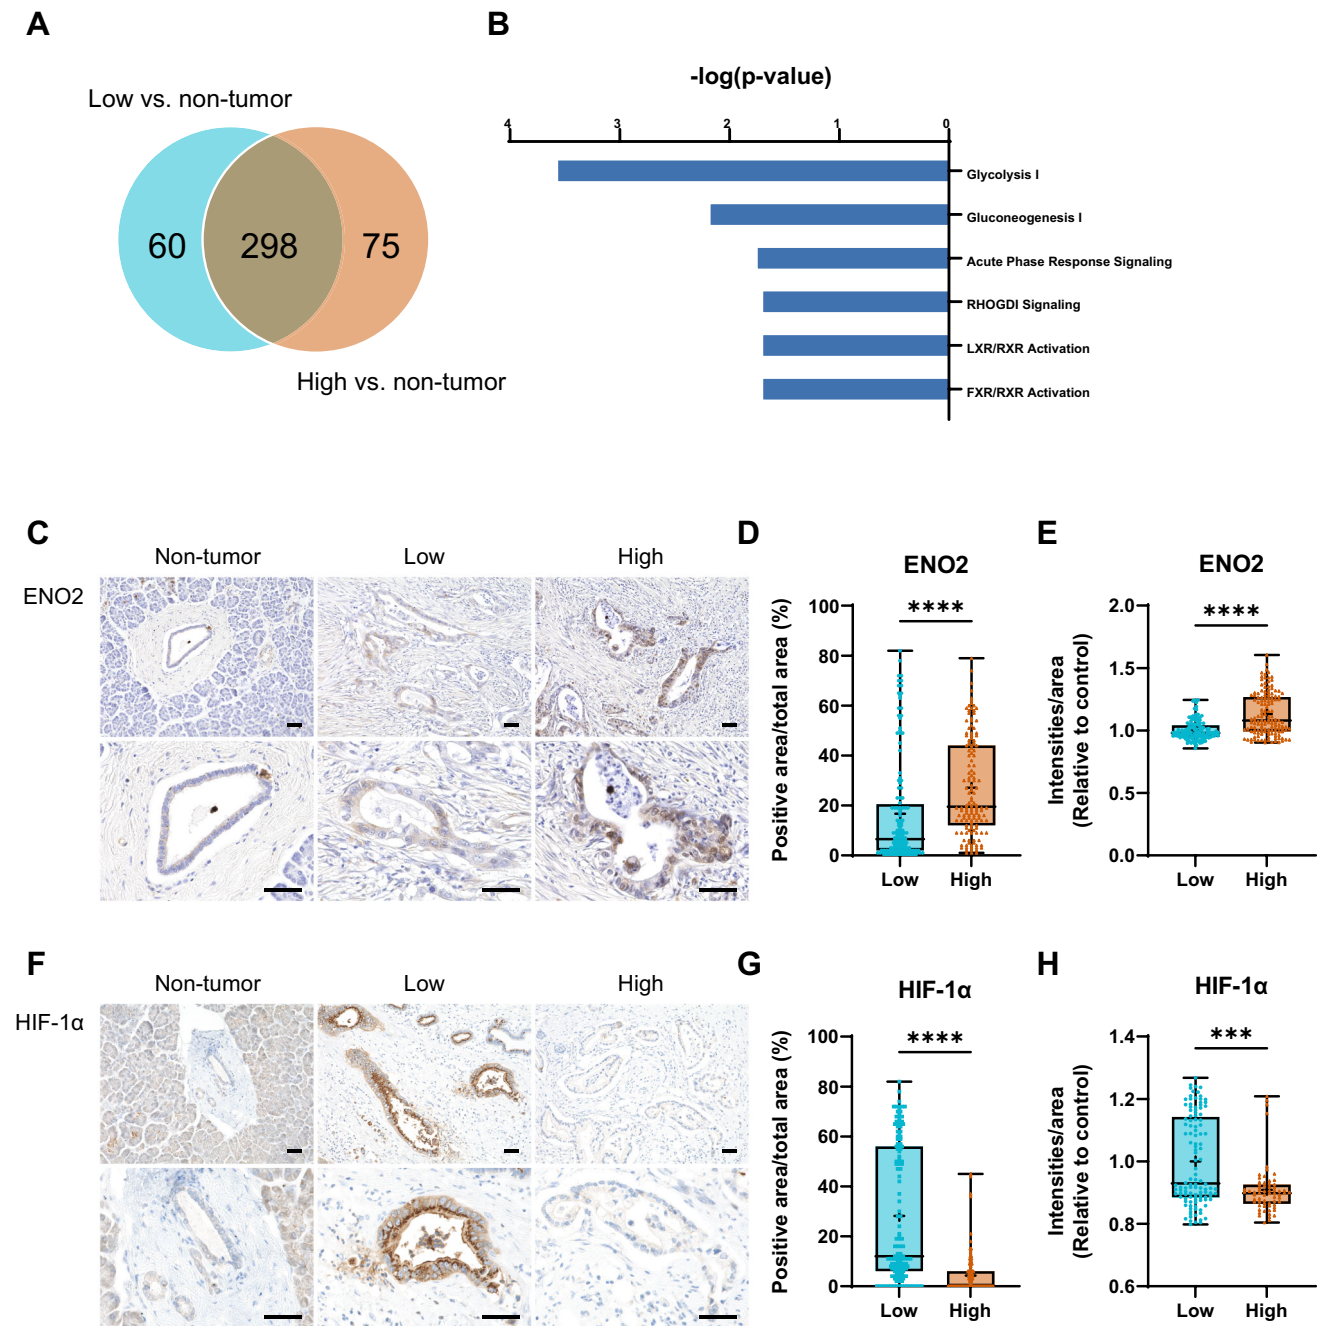 A
Low vs. non-tumor
60
298
75
High vs. non-tumor
B
-log(p-value)
4 3 2 1 0
Glycolysis I
Gluconeogenesis I
Acute Phase Response Signaling
RHOGDI Signaling
LXR/RXR Activation
FXR/RXR Activation
C
Non-tumor Low High
ENO2
D
ENO2
****
Positive area/total area (%)
100
80
60
40
20
0
Low High
E
ENO2
****
Intensities/area
(Relative to control)
2.0
1.5
1.0
0.5
0.0
Low High
F
Non-tumor Low High
HIF-1α
G
HIF-1α
****
Positive area/total area (%)
100
80
60
40
20
0
Low High
H
HIF-1α
***
Intensities/area
(Relative to control)
1.4
1.2
1.0
0.8
0.6
Low High